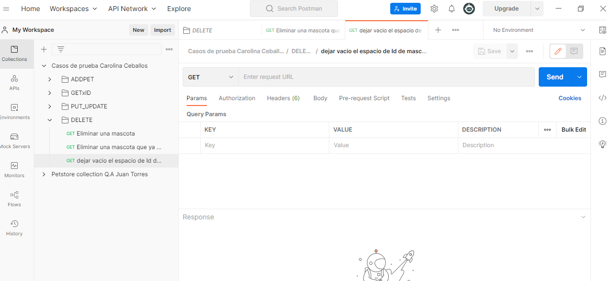 Home Workspaces API Network Explore Search Postman Invite Upgrade
My Workspace New Import DELETE GET Eliminar una mascota que GET dejar vacio el espacio de No Environment
Collections
Casos de prueba Carolina Ceball... / DELE... / dejar vacio el espacio de Id de masc... Save
Casos de prueba Carolina Ceballos
ADDPET
GETxID
PUT_UPDATE
DELETE
GET Eliminar una mascota
GET Eliminar una mascota que ya ...
GET dejar vacio el espacio de Id d...
Petstore collection Q.A Juan Torres
APIs
Environments
Mock Servers
Monitors
Flows
History
GET Enter request URL Send
Params Authorization Headers (6) Body Pre-request Script Tests Settings Cookies
Query Params
KEY VALUE DESCRIPTION Bulk Edit
Key Value Description
Response